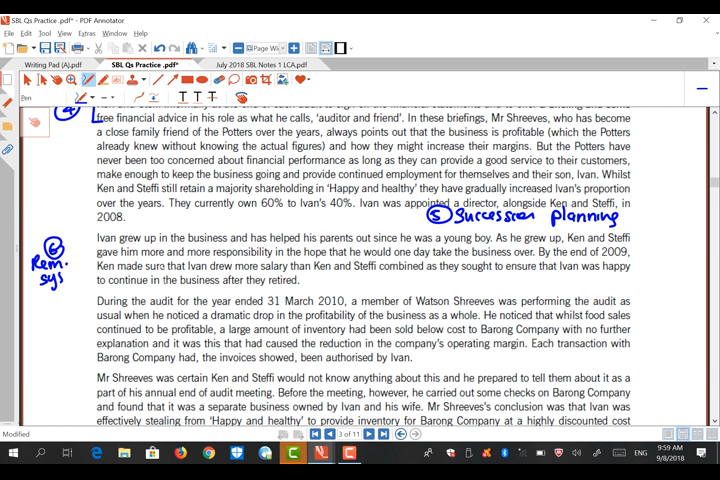 SBL Qs Practice .pdf* - PDF Annotator
File Edit Tools Extras Window Help
Page Wi
Writing Pad (A).pdf SBL Qs Practice .pdf* July 2018 SBL Notes 1 LCA.pdf
Pen
④ free financial advice in his role as what he calls, 'auditor and friend'. In these briefings, Mr Shreeves, who has become
a close family friend of the Potters over the years, always points out that the business is profitable (which the Potters
already knew without knowing the actual figures) and how they might increase their margins. But the Potters have
never been too concerned about financial performance as long as they can provide a good service to their customers,
make enough to keep the business going and provide continued employment for themselves and their son, Ivan. Whilst
Ken and Steffi still retain a majority shareholding in 'Happy and healthy' they have gradually increased Ivan's proportion
over the years. They currently own 60% to Ivan's 40%. Ivan was appointed a director, alongside Ken and Steffi, in
2008.
⑤ Succession planning
⑥ Rem.
sys
Ivan grew up in the business and has helped his parents out since he was a young boy. As he grew up, Ken and Steffi
gave him more and more responsibility in the hope that he would one day take the business over. By the end of 2009,
Ken made sure that Ivan drew more salary than Ken and Steffi combined as they sought to ensure that Ivan was happy
to continue in the business after they retired.
During the audit for the year ended 31 March 2010, a member of Watson Shreeves was performing the audit as
usual when he noticed a dramatic drop in the profitability of the business as a whole. He noticed that whilst food sales
continued to be profitable, a large amount of inventory had been sold below cost to Barong Company with no further
explanation and it was this that had caused the reduction in the company's operating margin. Each transaction with
Barong Company had, the invoices showed, been authorised by Ivan.
Mr Shreeves was certain Ken and Steffi would not know anything about this and he prepared to tell them about it as a
part of his annual end of audit meeting. Before the meeting, however, he carried out some checks on Barong Company
and found that it was a separate business owned by Ivan and his wife. Mr Shreeves's conclusion was that Ivan was
effectively stealing from 'Happy and healthy' to provide inventory for Barong Company at a highly discounted cost
Modified
3 of 11
9:59 AM
9/8/2018